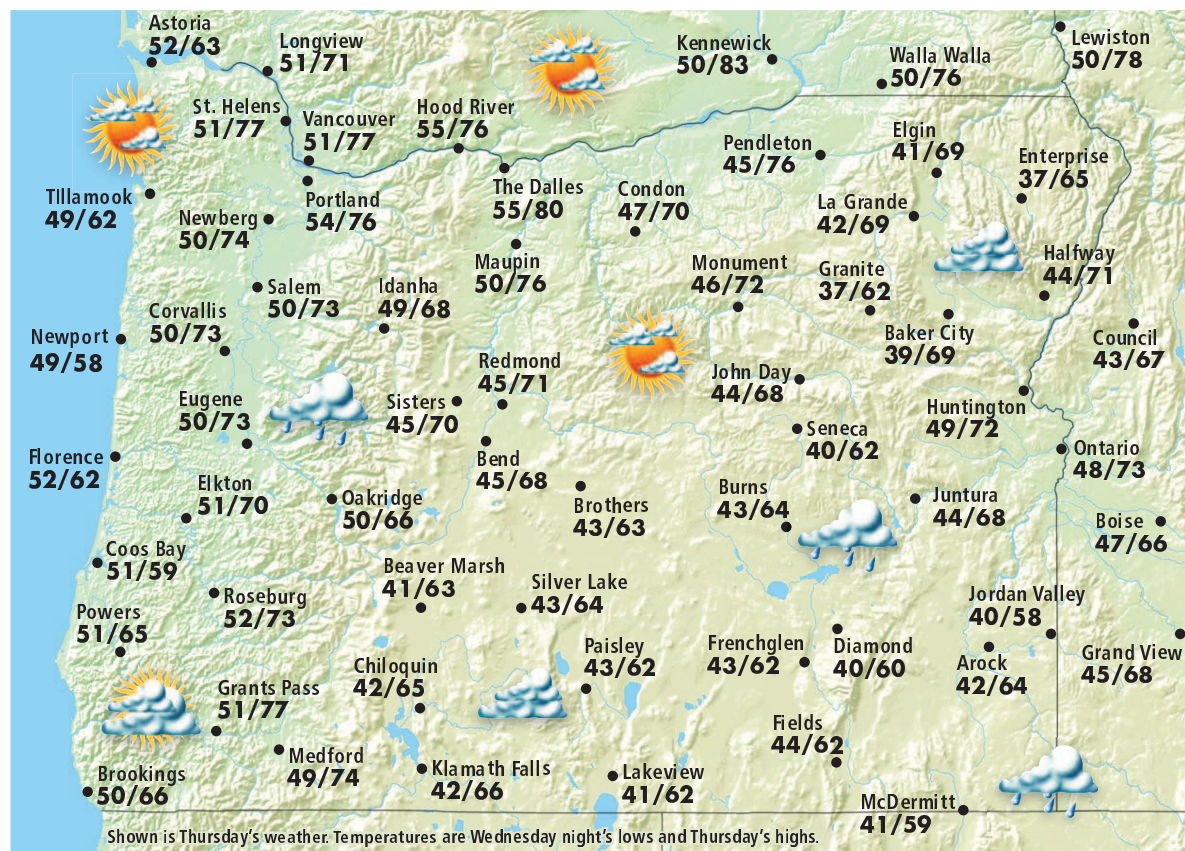 Astoria
52/63
Longview
51/71
Kennewick
50/83
Walla Walla
50/76
Lewiston
50/78
St. Helens
51/77
Vancouver
51/77
Hood River
55/76
Pendleton
45/76
Elgin
41/69
Enterprise
37/65
TIllamook
49/62
Portland
54/76
The Dalles
55/80
Condon
47/70
La Grande
42/69
Newberg
50/74
Maupin
50/76
Monument
46/72
Granite
37/62
Halfway
44/71
Salem
50/73
Idanha
49/68
Corvallis
50/73
Newport
49/58
Baker City
39/69
Council
43/67
Redmond
45/71
John Day
44/68
Eugene
50/73
Sisters
45/70
Huntington
49/72
Seneca
40/62
Florence
52/62
Bend
45/68
Ontario
48/73
Elkton
51/70
Oakridge
50/66
Brothers
43/63
Burns
43/64
Juntura
44/68
Boise
47/66
Coos Bay
51/59
Beaver Marsh
41/63
Silver Lake
43/64
Roseburg
52/73
Jordan Valley
40/58
Powers
51/65
Chiloquin
42/65
Paisley
43/62
Frenchglen
43/62
Diamond
40/60
Arock
42/64
Grand View
45/68
Grants Pass
51/77
Fields
44/62
Medford
49/74
Klamath Falls
42/66
Lakeview
41/62
Brookings
50/66
McDermitt
41/59
Shown is Thursday's weather. Temperatures are Wednesday night's lows and Thursday's highs.